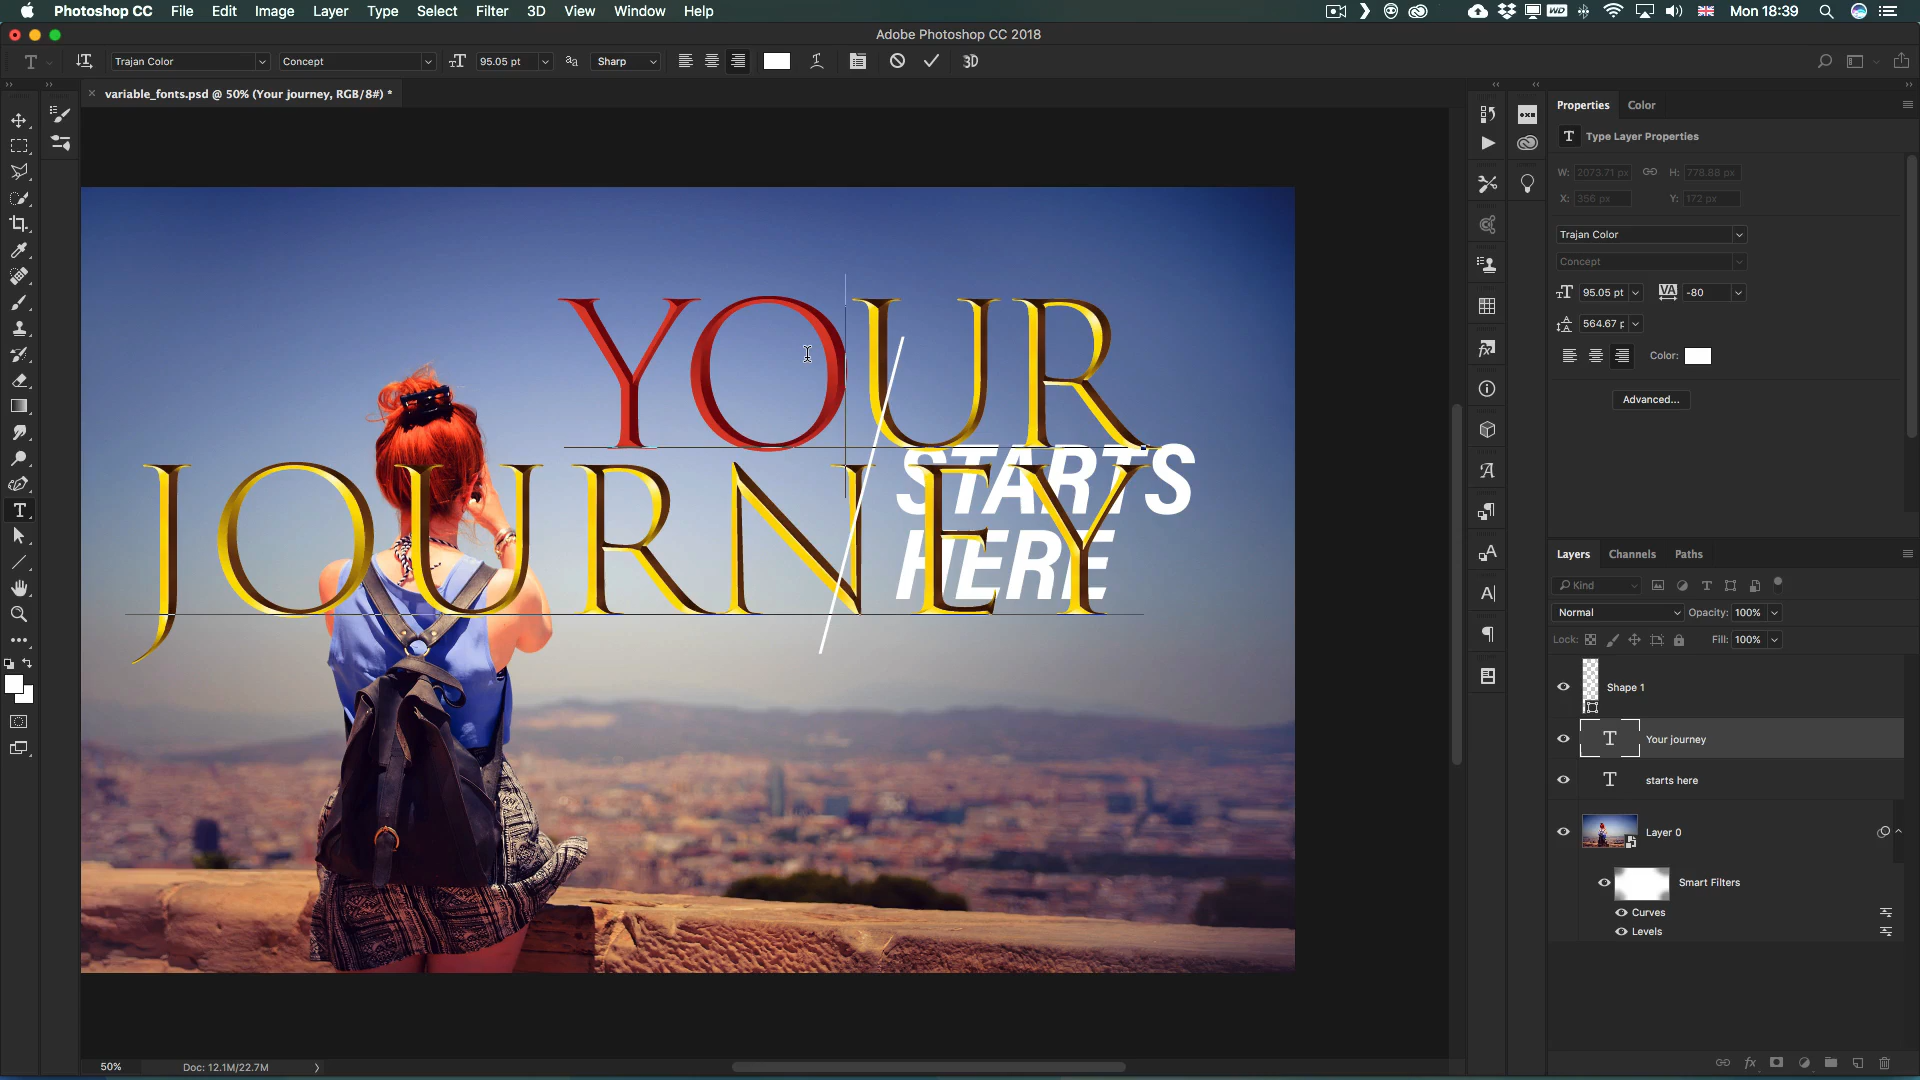 Photoshop CC File Edit Image Layer Type Select Filter 3D View Window Help
WD Mon 18:39
Adobe Photoshop CC 2018
Trajan Color Concept 95.05 pt Sharp 3D
variable_fonts.psd @ 50% (Your journey, RGB/8#) *
YOUR
JOURNEY
STARTS
HERE
Properties Color
Type Layer Properties
W: 2073.71 px H: 778.88 px
X: 356 px Y: 172 px
Trajan Color
Concept
95.05 pt VA -80
564.67 p
Color:
Advanced...
Layers Channels Paths
Kind
Normal Opacity: 100%
Lock: Fill: 100%
Shape 1
Your journey
starts here
Layer 0
Smart Filters
Curves
Levels
50% Doc: 12.1M/22.7M